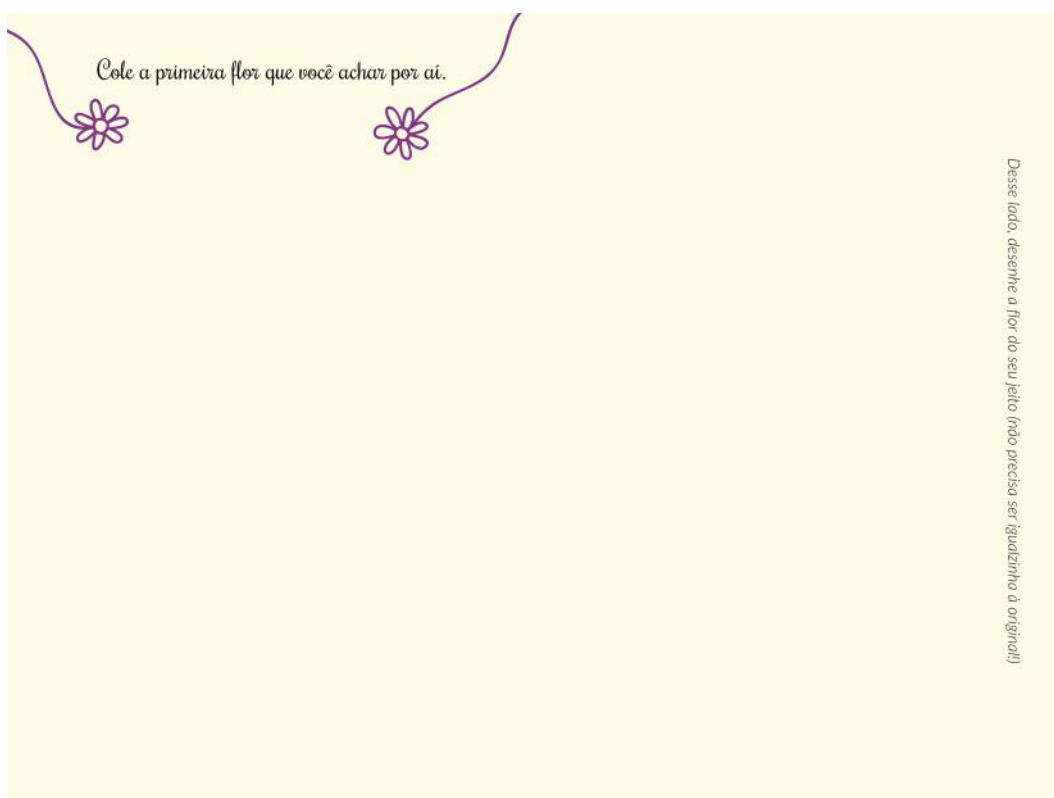 Cole a primeira flor que você achar por aí.
Desse lado, desenhe a flor do seu jeito (não precisa ser igualzinha à original!)